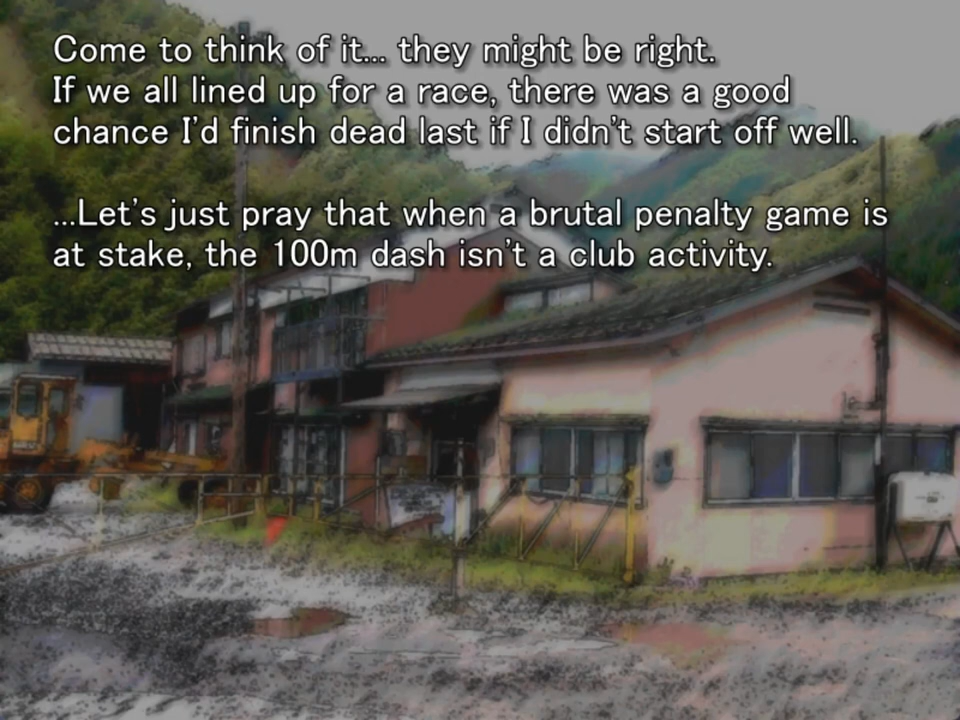 Come to think of it... they might be right.
If we all lined up for a race, there was a good
chance I'd finish dead last if I didn't start off well.
...Let's just pray that when a brutal penalty game is
at stake, the 100m dash isn't a club activity.